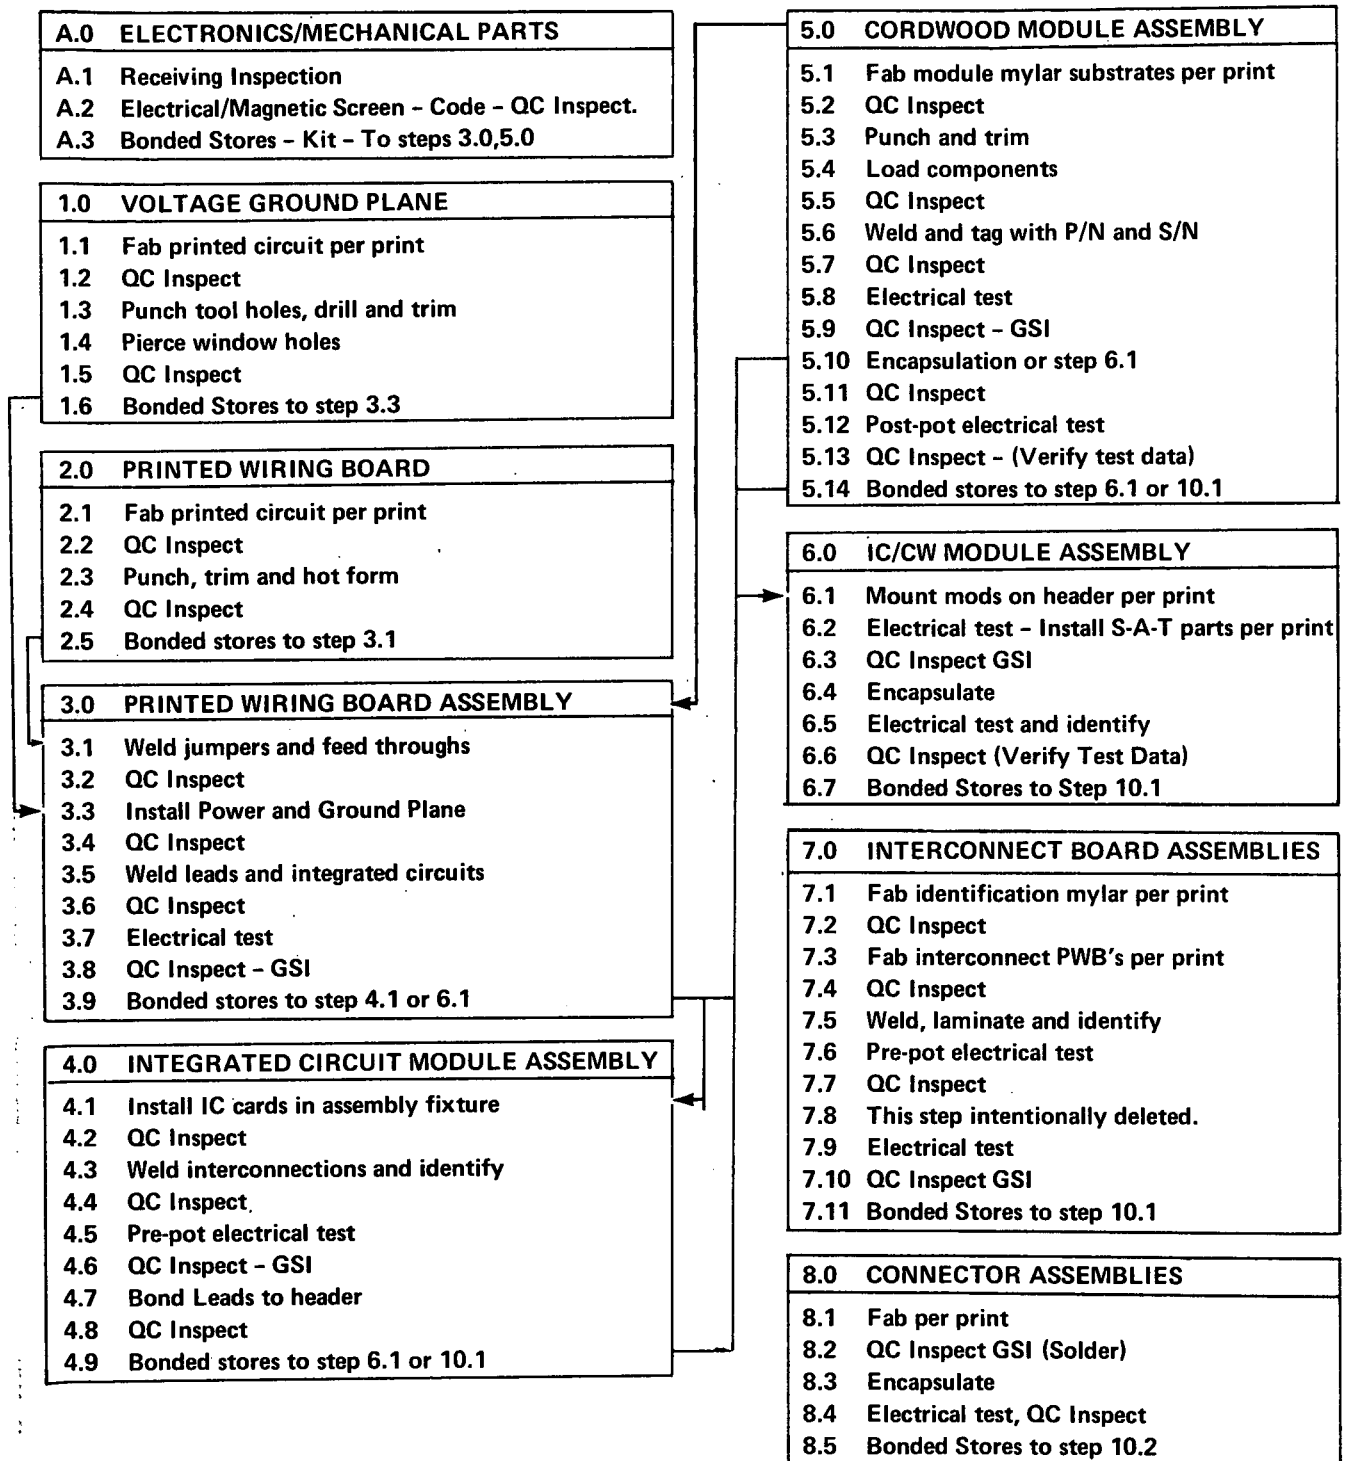 A.0 ELECTRONICS/MECHANICAL PARTS
A.1 Receiving Inspection
A.2 Electrical/Magnetic Screen – Code – QC Inspect.
A.3 Bonded Stores – Kit – To steps 3.0,5.0
1.0 VOLTAGE GROUND PLANE
1.1 Fab printed circuit per print
1.2 QC Inspect
1.3 Punch tool holes, drill and trim
1.4 Pierce window holes
1.5 QC Inspect
1.6 Bonded Stores to step 3.3
2.0 PRINTED WIRING BOARD
2.1 Fab printed circuit per print
2.2 QC Inspect
2.3 Punch, trim and hot form
2.4 QC Inspect
2.5 Bonded stores to step 3.1
3.0 PRINTED WIRING BOARD ASSEMBLY
3.1 Weld jumpers and feed throughs
3.2 QC Inspect
3.3 Install Power and Ground Plane
3.4 QC Inspect
3.5 Weld leads and integrated circuits
3.6 QC Inspect
3.7 Electrical test
3.8 QC Inspect – GSI
3.9 Bonded stores to step 4.1 or 6.1
4.0 INTEGRATED CIRCUIT MODULE ASSEMBLY
4.1 Install IC cards in assembly fixture
4.2 QC Inspect
4.3 Weld interconnections and identify
4.4 QC Inspect
4.5 Pre-pot electrical test
4.6 QC Inspect – GSI
4.7 Bond Leads to header
4.8 QC Inspect
4.9 Bonded stores to step 6.1 or 10.1
5.0 CORDWOOD MODULE ASSEMBLY
5.1 Fab module mylar substrates per print
5.2 QC Inspect
5.3 Punch and trim
5.4 Load components
5.5 QC Inspect
5.6 Weld and tag with P/N and S/N
5.7 QC Inspect
5.8 Electrical test
5.9 QC Inspect – GSI
5.10 Encapsulation or step 6.1
5.11 QC Inspect
5.12 Post-pot electrical test
5.13 QC Inspect – (Verify test data)
5.14 Bonded stores to step 6.1 or 10.1
6.0 IC/CW MODULE ASSEMBLY
6.1 Mount mods on header per print
6.2 Electrical test – Install S-A-T parts per print
6.3 QC Inspect GSI
6.4 Encapsulate
6.5 Electrical test and identify
6.6 QC Inspect (Verify Test Data)
6.7 Bonded Stores to Step 10.1
7.0 INTERCONNECT BOARD ASSEMBLIES
7.1 Fab identification mylar per print
7.2 QC Inspect
7.3 Fab interconnect PWB's per print
7.4 QC Inspect
7.5 Weld, laminate and identify
7.6 Pre-pot electrical test
7.7 QC Inspect
7.8 This step intentionally deleted.
7.9 Electrical test
7.10 QC Inspect GSI
7.11 Bonded Stores to step 10.1
8.0 CONNECTOR ASSEMBLIES
8.1 Fab per print
8.2 QC Inspect GSI (Solder)
8.3 Encapsulate
8.4 Electrical test, QC Inspect
8.5 Bonded Stores to step 10.2